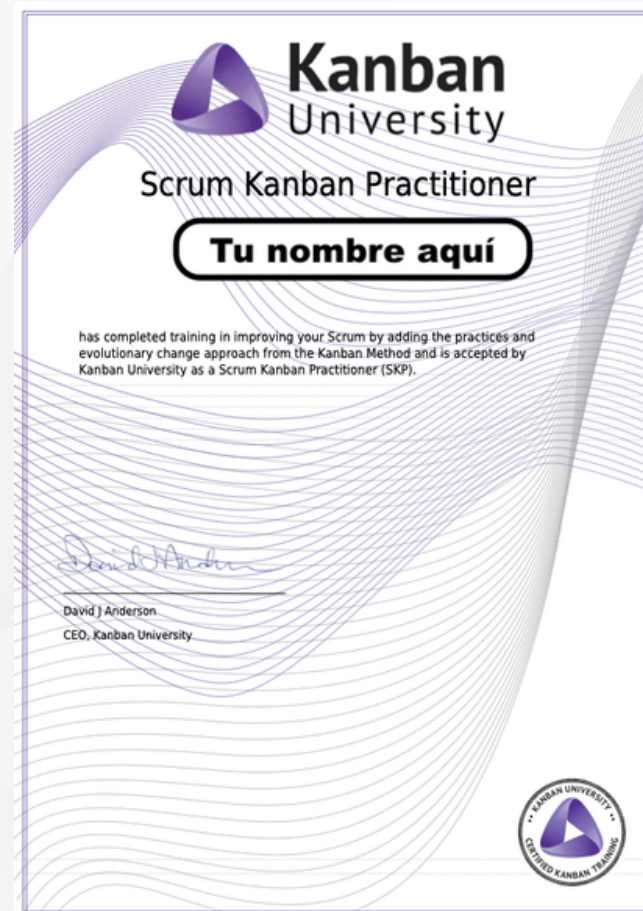 Kanban
University
Scrum Kanban Practitioner
Tu nombre aquí
has completed training in improving your Scrum by adding the practices and
evolutionary change approach from the Kanban Method and is accepted by
Kanban University as a Scrum Kanban Practitioner (SKP).
David J Anderson
David J Anderson
CEO, Kanban University
KANBAN UNIVERSITY
CERTIFIED KANBAN TRAINING